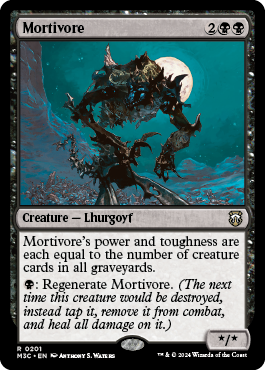 Mortivore 2
Creature — Lhurgoyf
Mortivore's power and toughness are
each equal to the number of creature
cards in all graveyards.
: Regenerate Mortivore. (The next
time this creature would be destroyed,
instead tap it, remove it from combat,
and heal all damage on it.)
*/*
R 0201
M3C • EN Anthony S. Waters
™ & © 2024 Wizards of the Coast